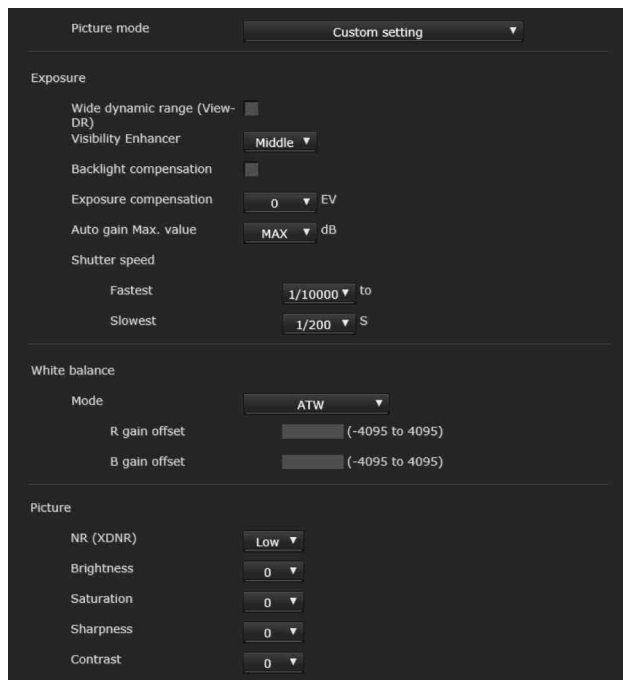 Picture mode Custom setting
Exposure
Wide dynamic range (View-
DR)
Visibility Enhancer Middle
Backlight compensation
Exposure compensation 0 EV
Auto gain Max. value MAX dB
Shutter speed
Fastest 1/10000 to
Slowest 1/200 S
White balance
Mode ATW
R gain offset (-4095 to 4095)
B gain offset (-4095 to 4095)
Picture
NR (XDNR) Low
Brightness 0
Saturation 0
Sharpness 0
Contrast 0